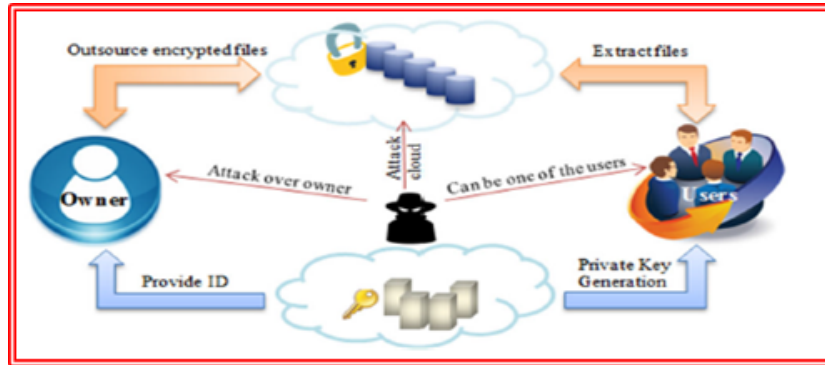 Outsource encrypted files
Extract files
Attack
cloud
Attack over owner
Can be one of the users
Owner
Users
Provide ID
Private Key
Generation